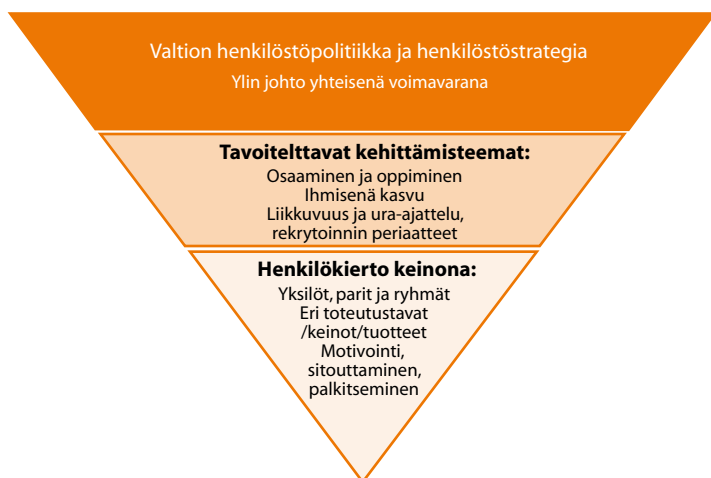 Valtion henkilöstöpolitiikka ja henkilöstöstrategia
Ylin johto yhteisenä voimavarana
Tavoitelttavat kehittämisteemat:
Osaaminen ja oppiminen
Ihmisenä kasvu
Liikkuvuus ja ura-ajattelu,
rekrytoinnin periaatteet
Henkilökierto keinona:
Yksilöt, parit ja ryhmät
Eri toteutustavat
/keinot/tuotteet
Motivointi,
sitouttaminen,
palkitseminen